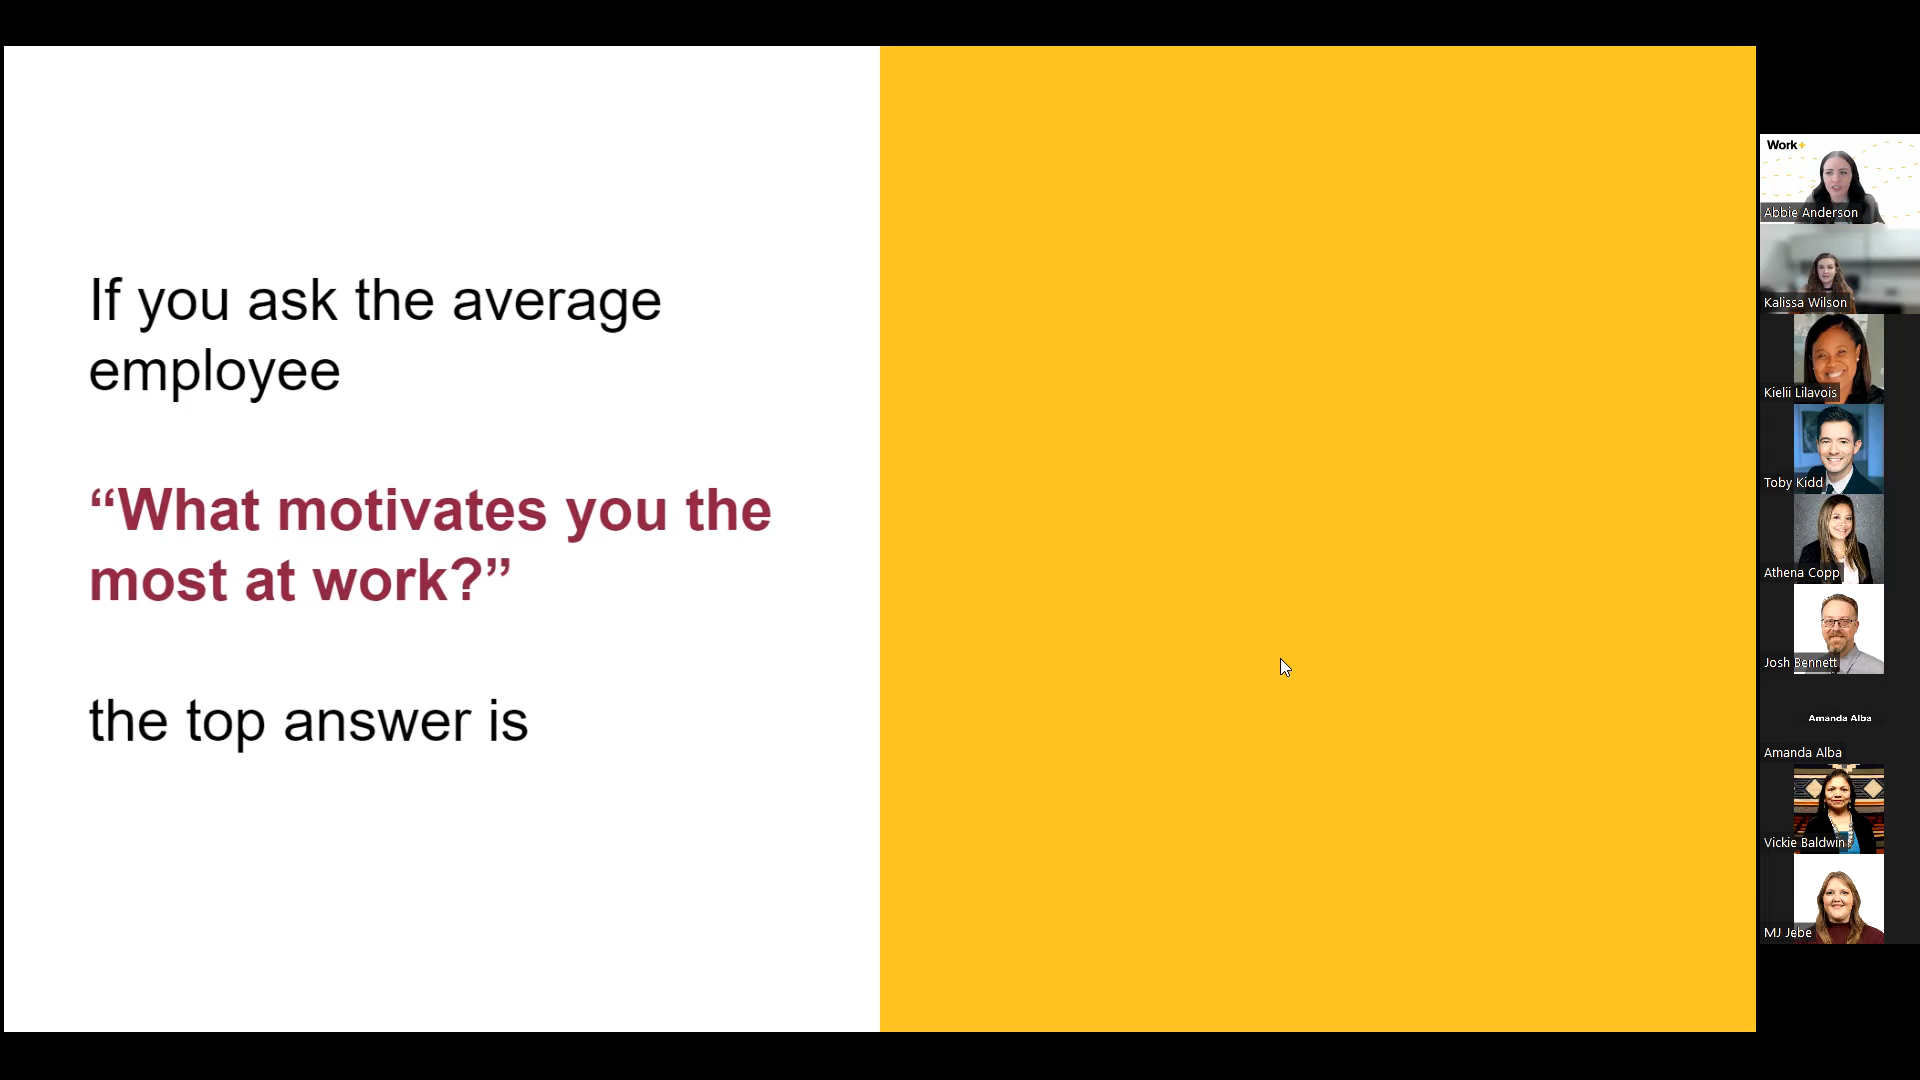 If you ask the average
employee
“What motivates you the
most at work?”
the top answer is
Work+
Abbie Anderson
Kalissa Wilson
Kielii Lilavois
Toby Kidd
Athena Copp
Josh Bennett
Amanda Alba
Amanda Alba
Vickie Baldwin
MJ Jebe